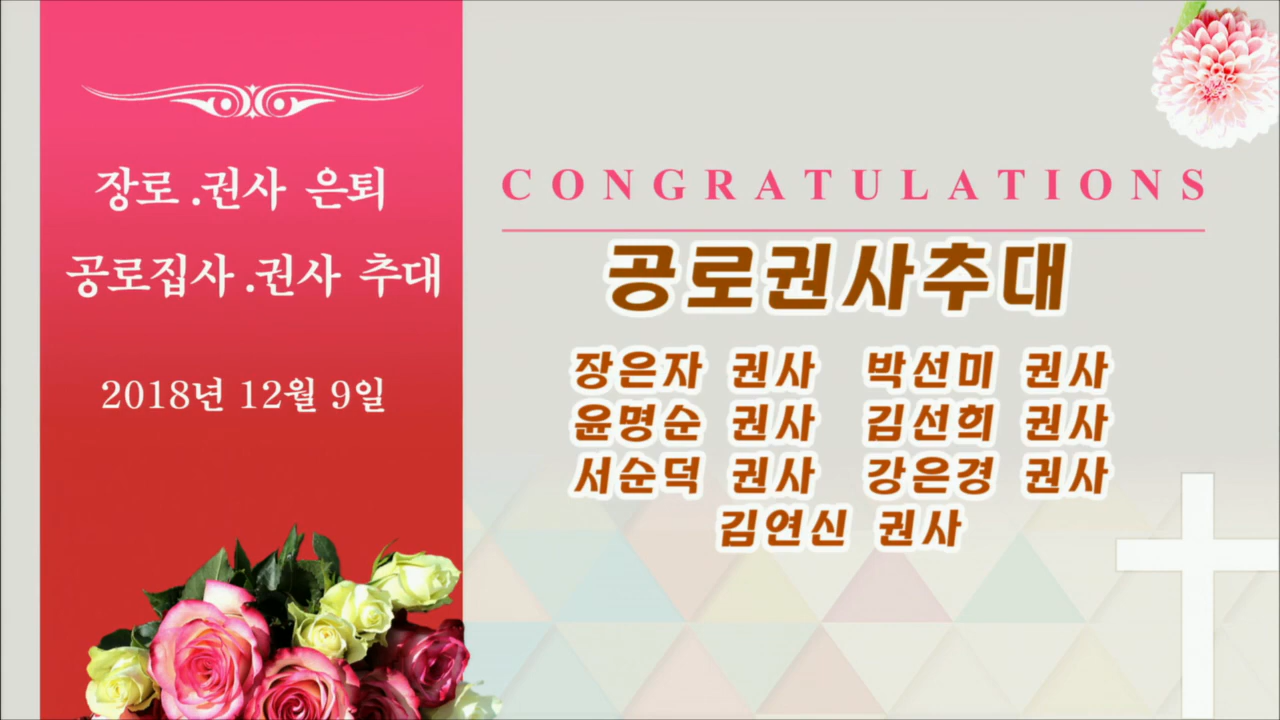 장로.권사 은퇴
공로집사.권사 추대
2018년 12월 9일
CONGRATULATIONS
공로권사추대
장은자 권사 박선미 권사
윤명순 권사 김선희 권사
서순덕 권사 강은경 권사
김연신 권사